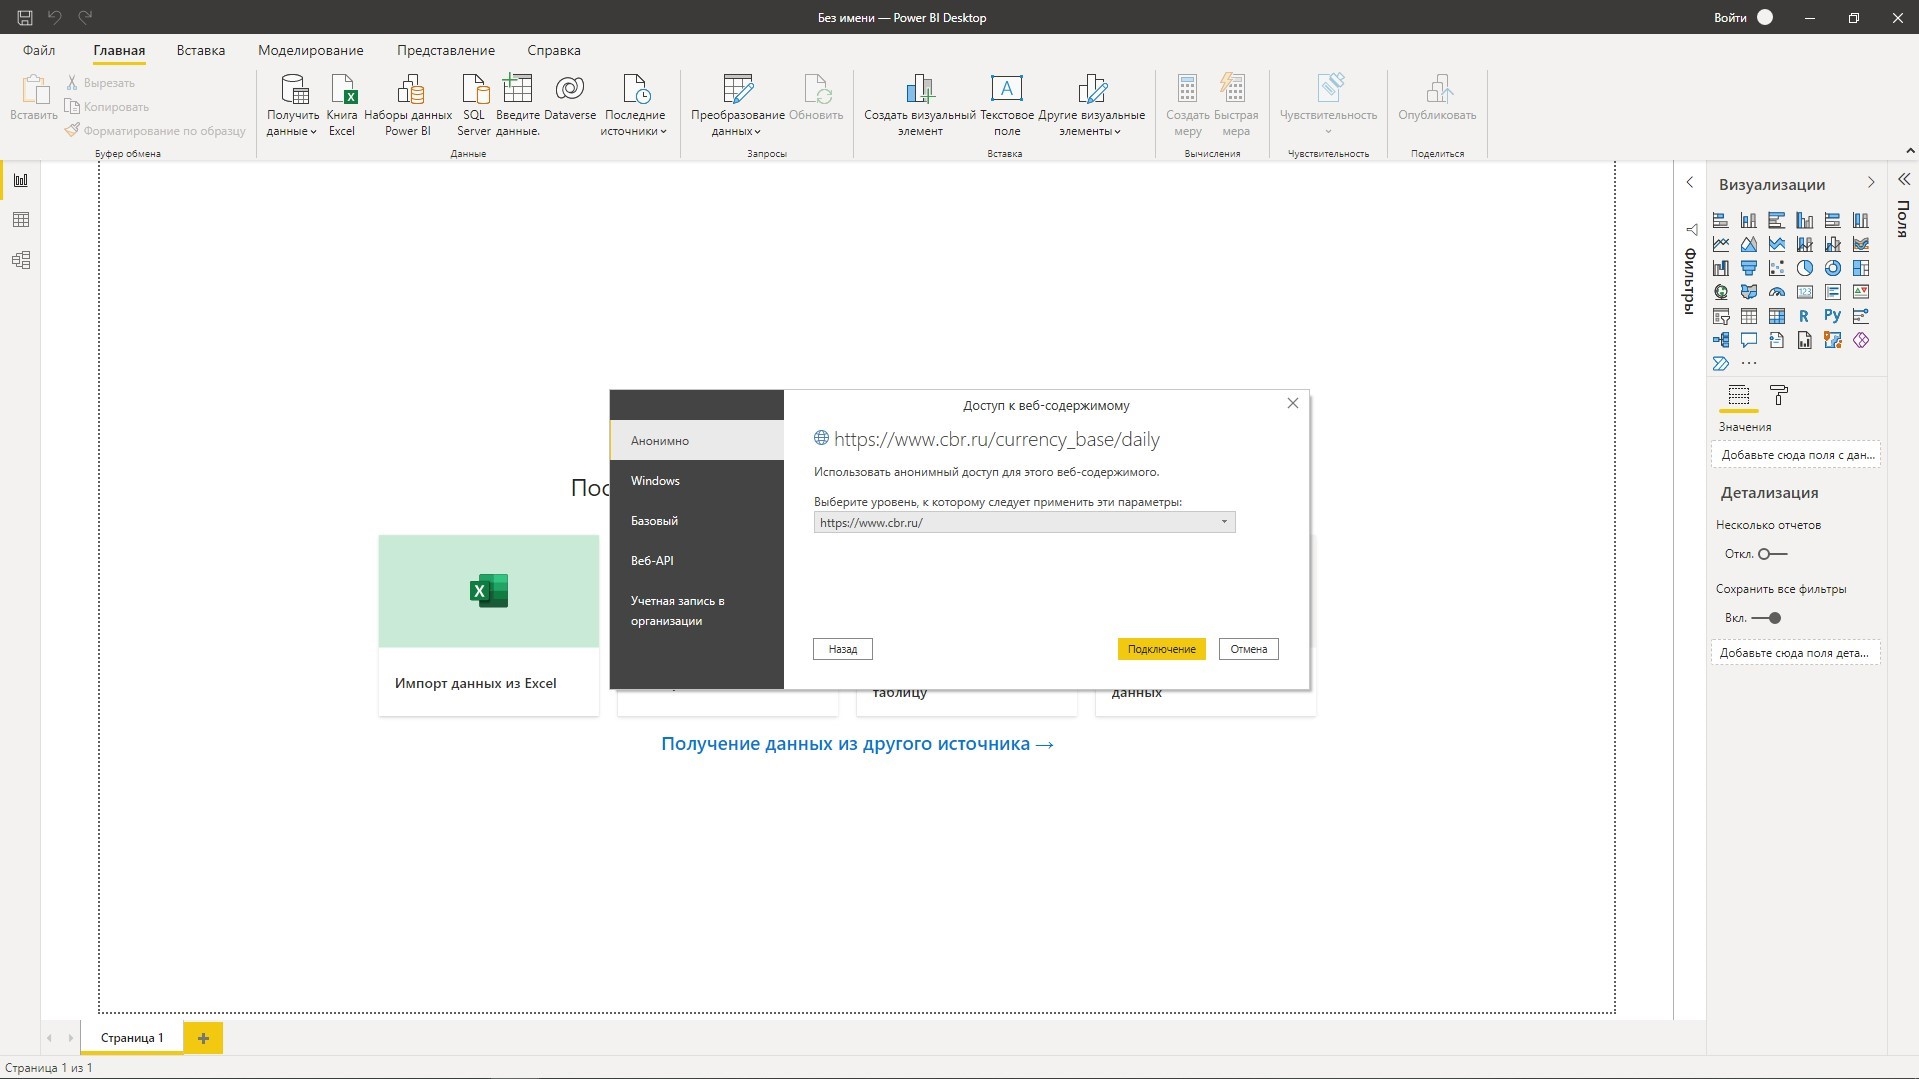 Без имени — Power BI Desktop
Войти
Файл
Главная
Вставка
Моделирование
Представление
Справка
Вставить
Вырезать
Копировать
Форматирование по образцу
Буфер обмена
Получить данные
Книга Excel
Наборы данных Power BI
SQL Server
Введите данные.
Dataverse
Последние источники
Данные
Преобразование данных
Обновить
Запросы
Создать визуальный элемент
Текстовое поле
Другие визуальные элементы
Вставка
Создать меру
Быстрая мера
Вычисления
Чувствительность
Чувствительность
Опубликовать
Поделиться
Доступ к веб-содержимому
Анонимно
Windows
Базовый
Веб-API
Учетная запись в
организации
https://www.cbr.ru/currency_base/daily
Использовать анонимный доступ для этого веб-содержимого.
Выберите уровень, к которому следует применить эти параметры:
https://www.cbr.ru/
Назад
Подключение
Отмена
Пос
Импорт данных из Excel
таблицу
данных
Получение данных из другого источника →
Фильтры
Визуализации
123
R
Py
...
Значения
Добавьте сюда поля с дан...
Детализация
Несколько отчетов
Откл.
Сохранить все фильтры
Вкл.
Добавьте сюда поля дета...
Поля
Страница 1
Страница 1 из 1